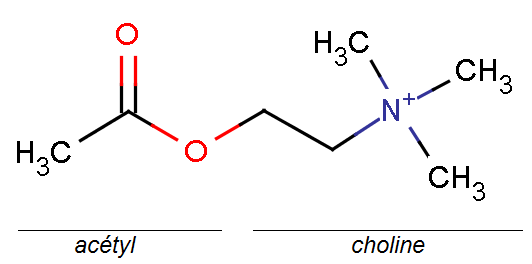 O
H₃C
CH₃
N⁺
H₃C
O
CH₃
acétyl
choline